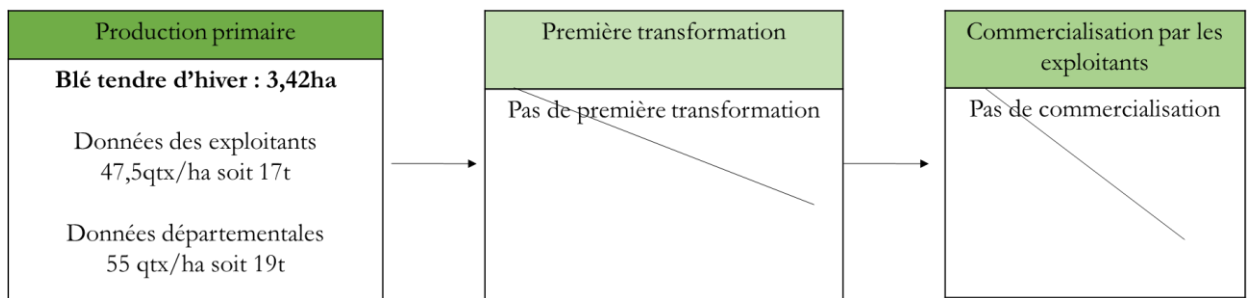 Production primaire
Blé tendre d'hiver : 3,42ha
Données des exploitants
47,5qtx/ha soit 17t
Données départementales
55 qtx/ha soit 19t
Première transformation
Pas de première transformation
Commercialisation par les
exploitants
Pas de commercialisation